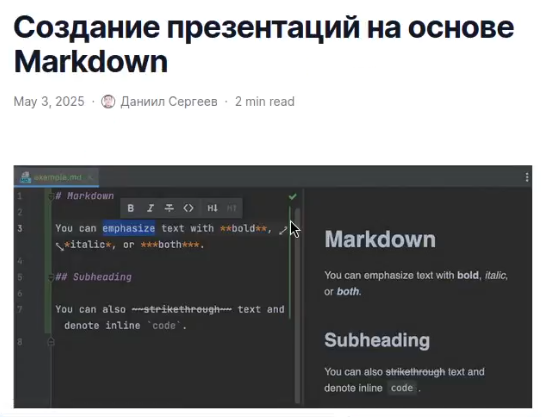 Создание презентаций на основе
Markdown
May 3, 2025 · Даниил Сергеев · 2 min read
example.md
1 # Markdown
2
B I S <> H↓ H↑
3 You can emphasize text with **bold**,
*italic*, or ***both***.
4
5 ## Subheading
6
7 You can also ~~strikethrough~~ text and
denote inline `code`.
8
Markdown
You can emphasize text with bold, italic,
or both.
Subheading
You can also strikethrough text and
denote inline code .